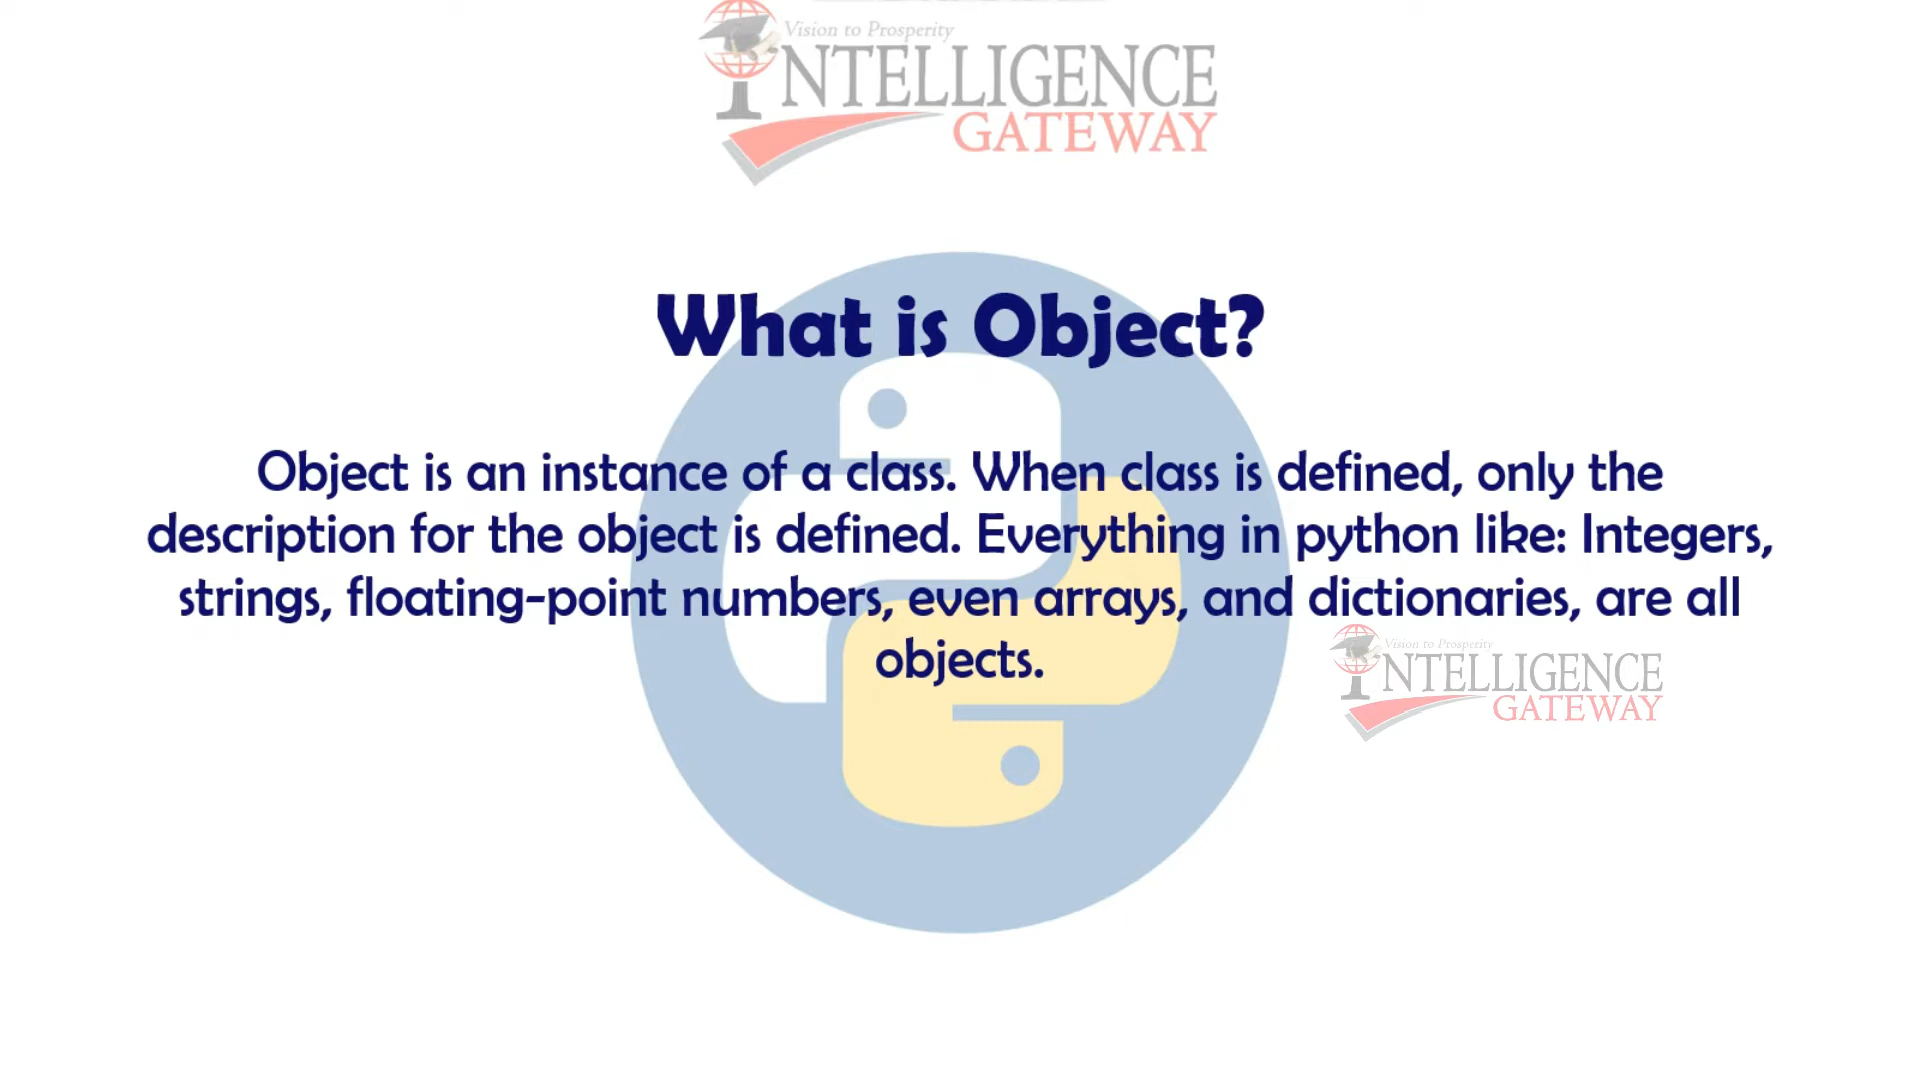 Vision to Prosperity
INTELLIGENCE
GATEWAY
What is Object?
Object is an instance of a class. When class is defined, only the
description for the object is defined. Everything in python like: Integers,
strings, floating-point numbers, even arrays, and dictionaries, are all
objects.
Vision to Prosperity
INTELLIGENCE
GATEWAY